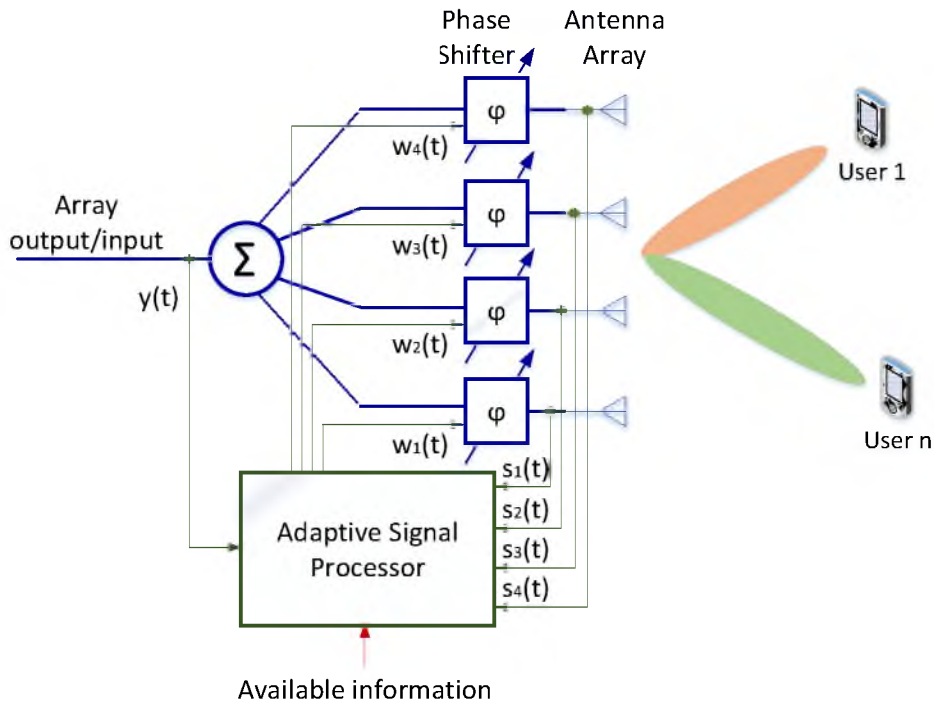 Phase
Shifter
Antenna
Array
φ
w4(t)
User 1
φ
w3(t)
Array
output/input
Σ
y(t)
φ
w2(t)
φ
w1(t)
User n
s1(t)
s2(t)
s3(t)
s4(t)
Adaptive Signal
Processor
Available information